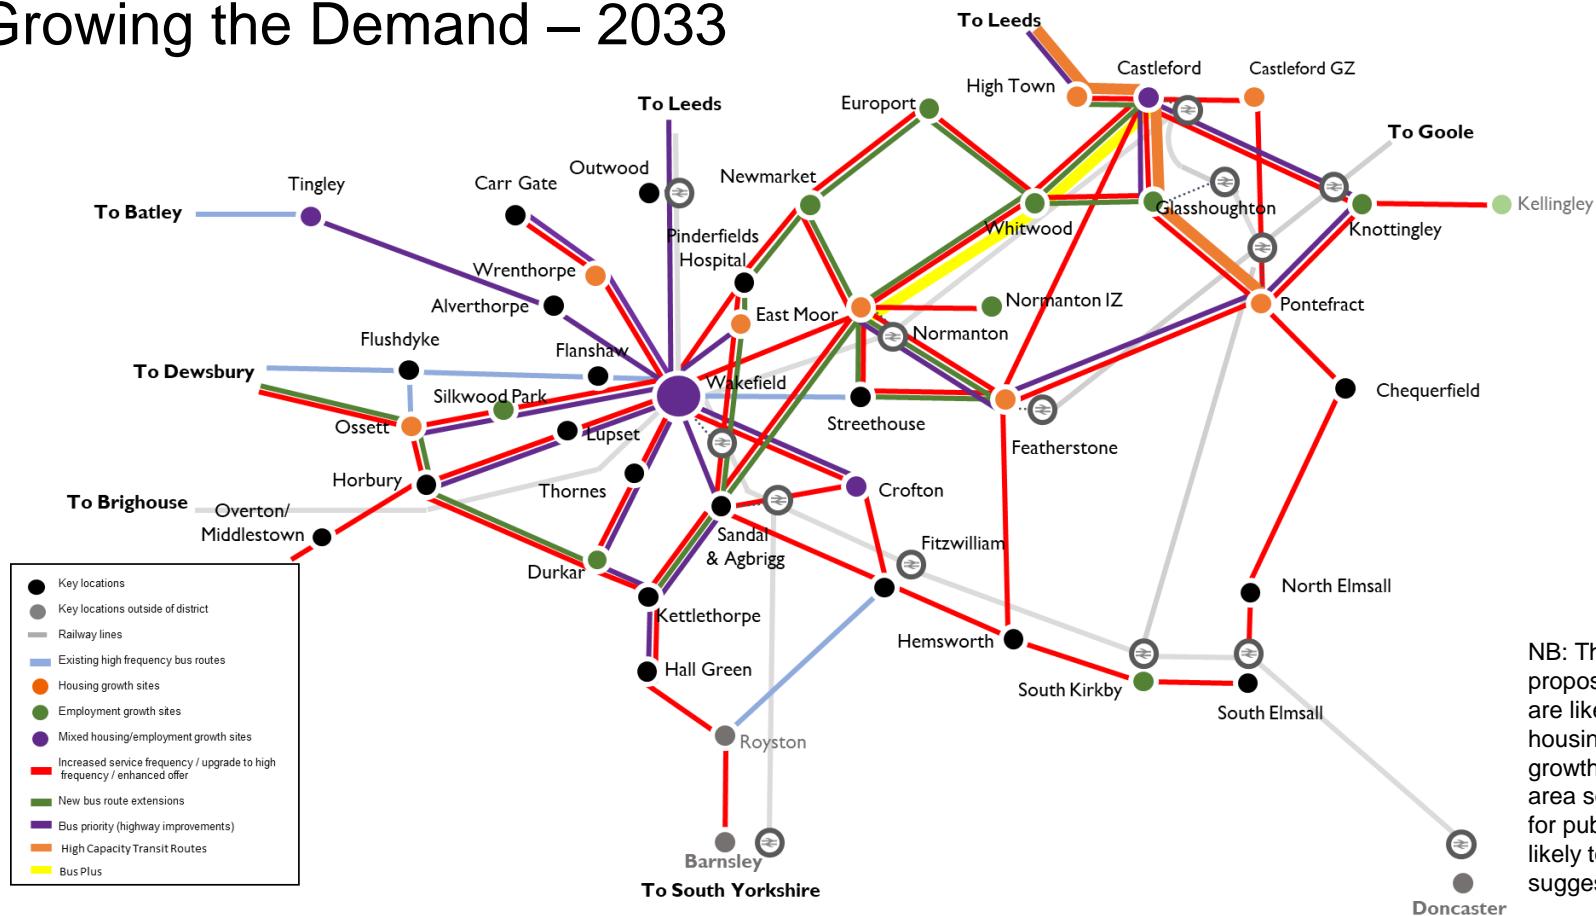 Growing the Demand – 2033
To Leeds
Castleford
Castleford GZ
High Town
To Leeds
Europort
To Goole
Outwood
Tingley
Carr Gate
Newmarket
To Batley
Kellingley
Glasshoughton
Whitwood
Knottingley
Pinderfields
Hospital
Wrenthorpe
Alverthorpe
East Moor
Normanton IZ
Pontefract
Normanton
Flushdyke
Flanshaw
To Dewsbury
Wakefield
Silkwood Park
Chequerfield
Ossett
Lupset
Streethouse
Featherstone
Horbury
Thornes
Crofton
To Brighouse
Overton/
Middlestown
Sandal
& Agbrigg
Fitzwilliam
Durkar
Kettlethorpe
North Elmsall
Hemsworth
Hall Green
South Kirkby
South Elmsall
Royston
Barnsley
To South Yorkshire
Doncaster
Key locations
Key locations outside of district
Railway lines
Existing high frequency bus routes
Housing growth sites
Employment growth sites
Mixed housing/employment growth sites
Increased service frequency / upgrade to high
frequency / enhanced offer
New bus route extensions
Bus priority (highway improvements)
High Capacity Transit Routes
Bus Plus
NB: Th
propos
are like
housin
growth
area se
for pub
likely to
sugges